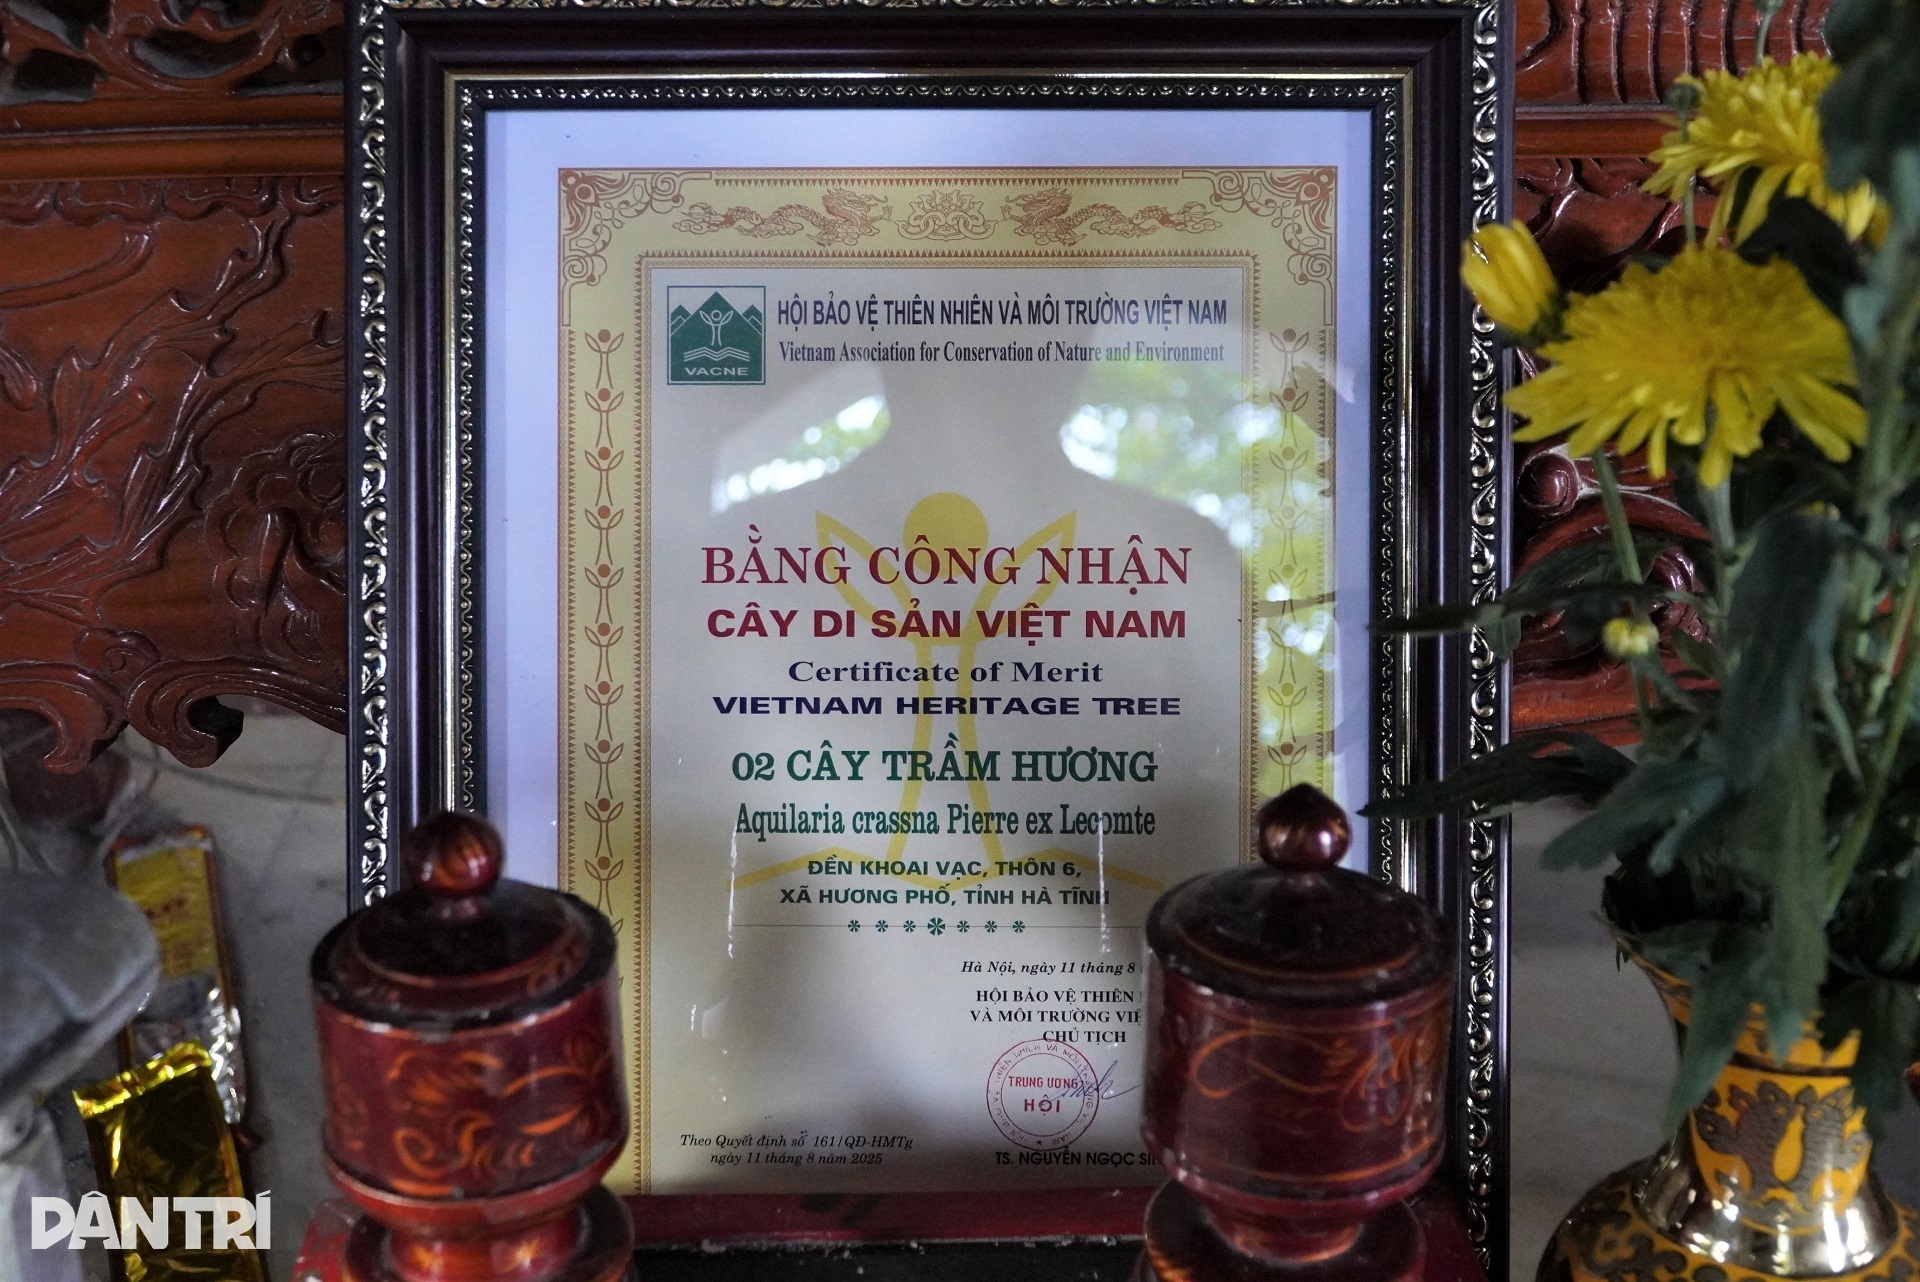 HỘI BẢO VỆ THIÊN NHIÊN VÀ MÔI TRƯỜNG VIỆT NAM
Vietnam Association for Conservation of Nature and Environment
VACNE
BẰNG CÔNG NHẬN
CÂY DI SẢN VIỆT NAM
Certificate of Merit
VIETNAM HERITAGE TREE
02 CÂY TRẦM HƯƠNG
Aquilaria crassna Pierre ex Lecomte
ĐỀN KHOAI VẠC, THÔN 6,
XÃ HƯƠNG PHỐ, TỈNH HÀ TĨNH
Hà Nội, ngày 11 tháng 8
HỘI BẢO VỆ THIÊN
VÀ MÔI TRƯỜNG
CHỦ TỊCH
TRUNG ƯƠNG
HỘI
TS. NGUYỄN NGỌC
Theo Quyết định số 161/QĐ-HMTg
ngày 11 tháng 8 năm 2025
DÂN TRÍ